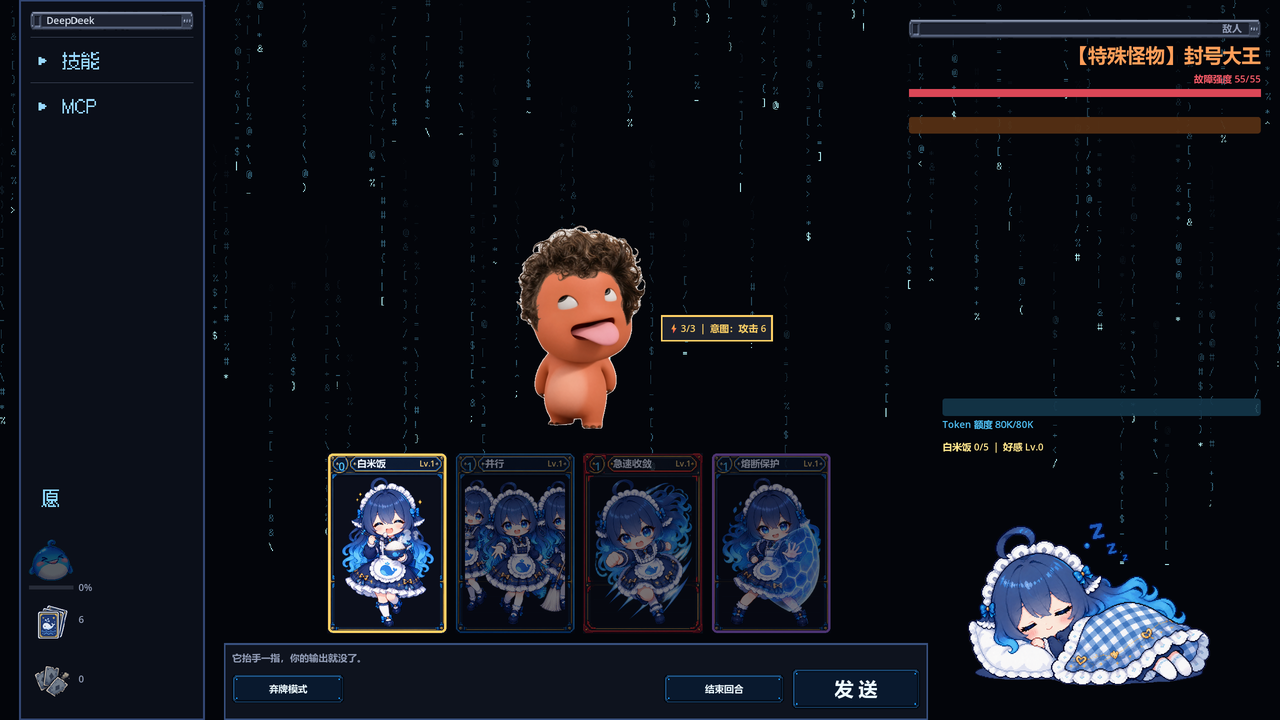 DeepDeek
技能
MCP
愿
0%
6
0
敌人
【特殊怪物】封号大王
故障强度 55/55
3/3 | 意图: 攻击 6
Token 额度 80K/80K
白米饭 0/5 | 好感 Lv.0
0 白米饭 Lv.1
1 并行 Lv.1
1 急速收敛 Lv.1
1 熔断保护 Lv.1
Z
Z
Z
它抬手一指，你的输出就没了。
弃牌模式
结束回合
发送